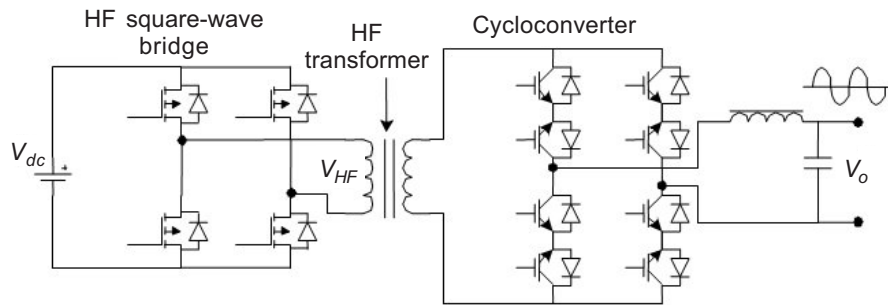 HF square-wave
bridge
HF
transformer
Cycloconverter
V_dc
+
V_HF
V_o